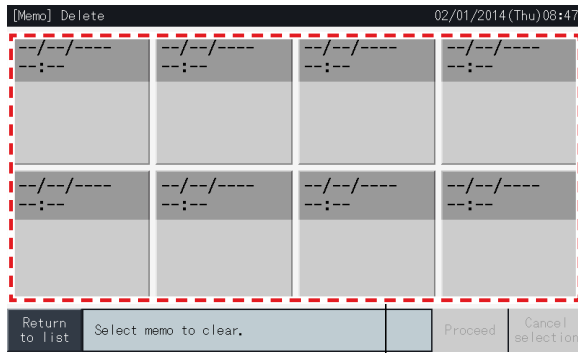 [Memo] Delete 02/01/2014(Thu)08:47
--/--/---- --/--/---- --/--/---- --/--/----
--:-- --:-- --:-- --:--
--/--/---- --/--/---- --/--/---- --/--/----
--:-- --:-- --:-- --:--
Return
to list
Select memo to clear.
Proceed
Cancel
selection